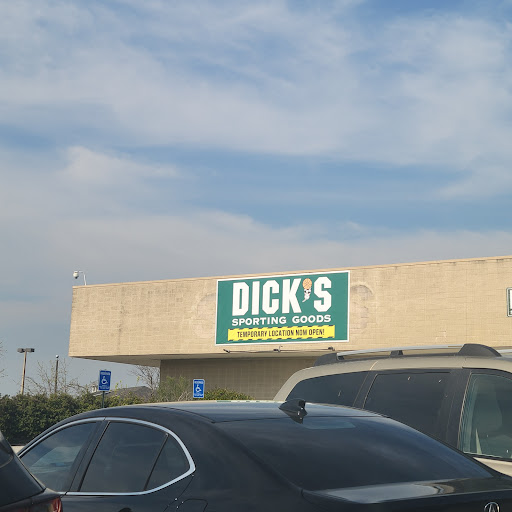 DICK'S
SPORTING GOODS
TEMPORARY LOCATION NOW OPEN!